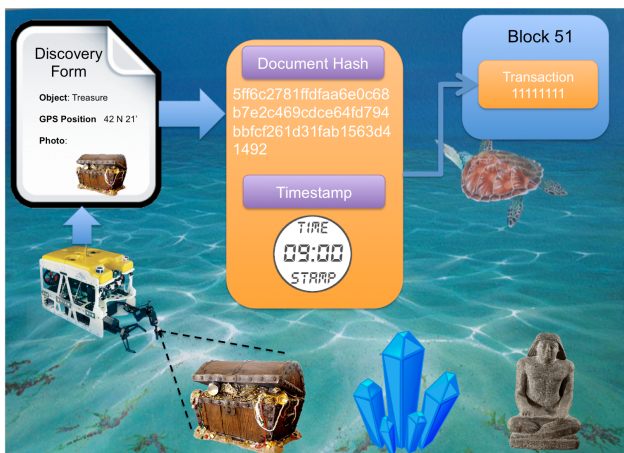 Discovery
Form
Object: Treasure
GPS Position 42 N 21'
Photo:
Document Hash
5ff6c2781ffdfaa6e0c68
b7e2c469cdce64fd794
bbfcf261d31fab1563d4
1492
Timestamp
TIME
09:00
STAMP
Block 51
Transaction
11111111